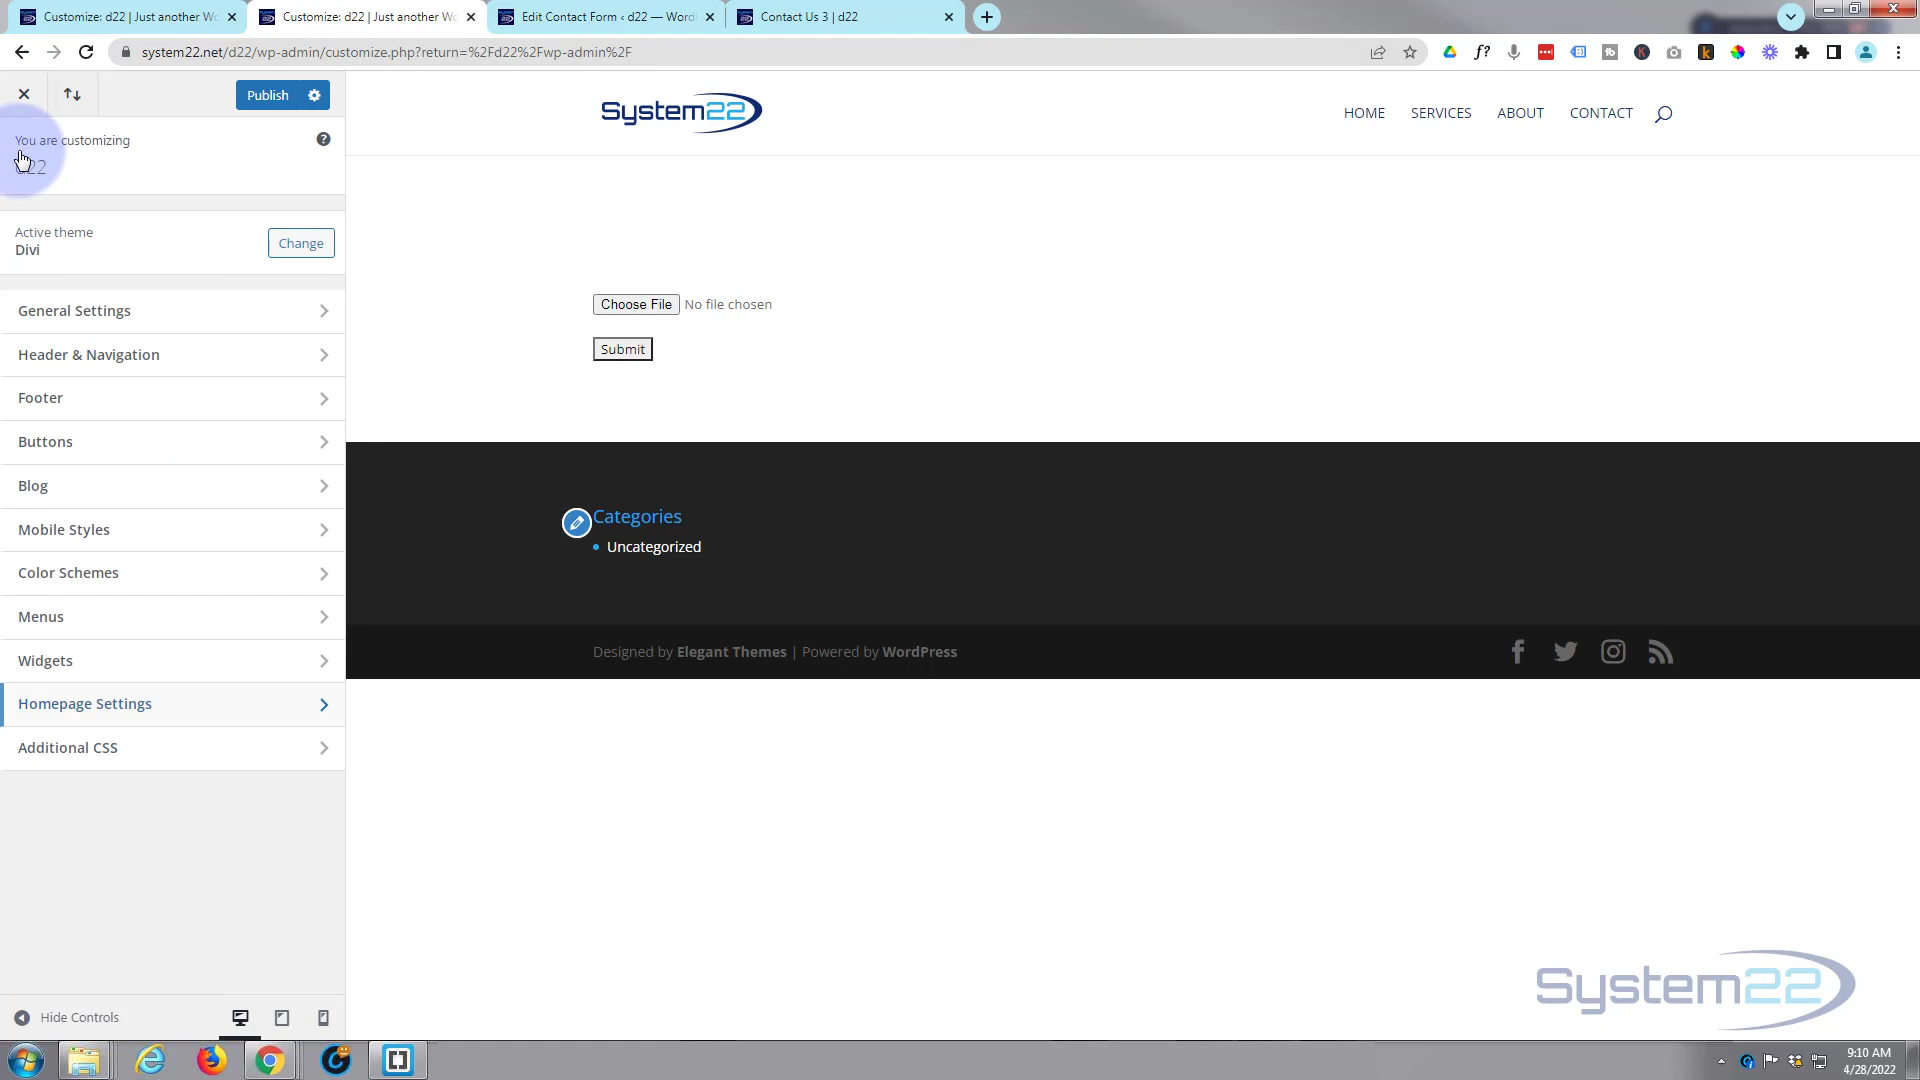 Customize: d22 | Just another Wo
Customize: d22 | Just another Wo
Edit Contact Form ‹ d22 — Word
Contact Us 3 | d22
system22.net/d22/wp-admin/customize.php?return=%2Fd22%2Fwp-admin%2F
Publish
System22
HOME
SERVICES
ABOUT
CONTACT
You are customizing
d22
Active theme
Divi
Change
General Settings
Header & Navigation
Footer
Buttons
Blog
Mobile Styles
Color Schemes
Menus
Widgets
Homepage Settings
Additional CSS
Choose File No file chosen
Submit
Categories
Uncategorized
Designed by Elegant Themes | Powered by WordPress
System22
Hide Controls
9:10 AM
4/28/2022